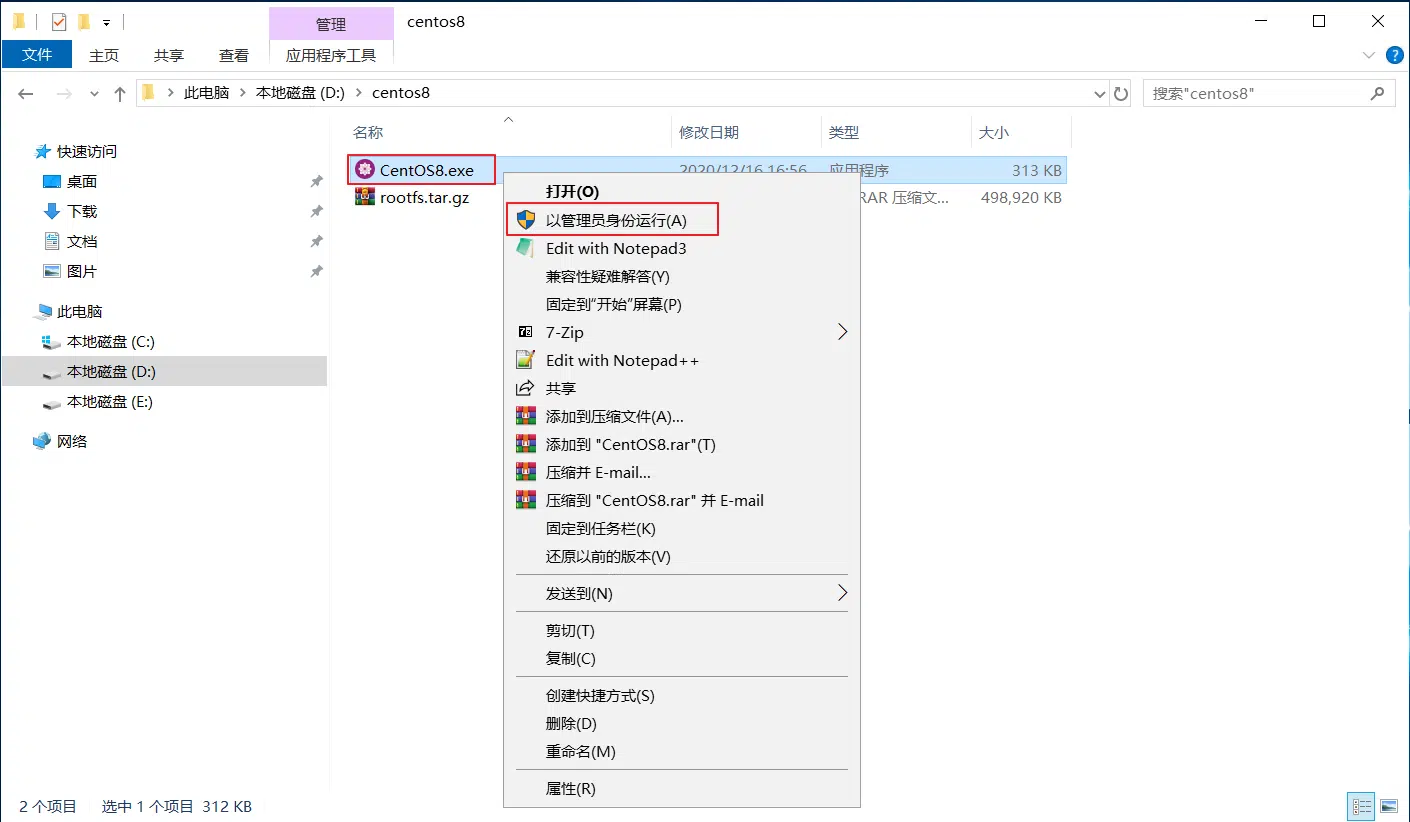 管理
centos8
文件
主页
共享
查看
应用程序工具
此电脑
本地磁盘 (D:)
centos8
搜索"centos8"
快速访问
桌面
下载
文档
图片
此电脑
本地磁盘 (C:)
本地磁盘 (D:)
本地磁盘 (E:)
网络
名称
修改日期
类型
大小
CentOS8.exe
2020/12/16 16:56
应用程序
313 KB
rootfs.tar.gz
RAR 压缩文...
498,920 KB
打开(O)
以管理员身份运行(A)
Edit with Notepad3
兼容性疑难解答(Y)
固定到"开始"屏幕(P)
7-Zip
Edit with Notepad++
共享
添加到压缩文件(A)...
添加到 "CentOS8.rar"(T)
压缩并 E-mail...
压缩到 "CentOS8.rar" 并 E-mail
固定到任务栏(K)
还原以前的版本(V)
发送到(N)
剪切(T)
复制(C)
创建快捷方式(S)
删除(D)
重命名(M)
属性(R)
2 个项目
选中 1 个项目 312 KB